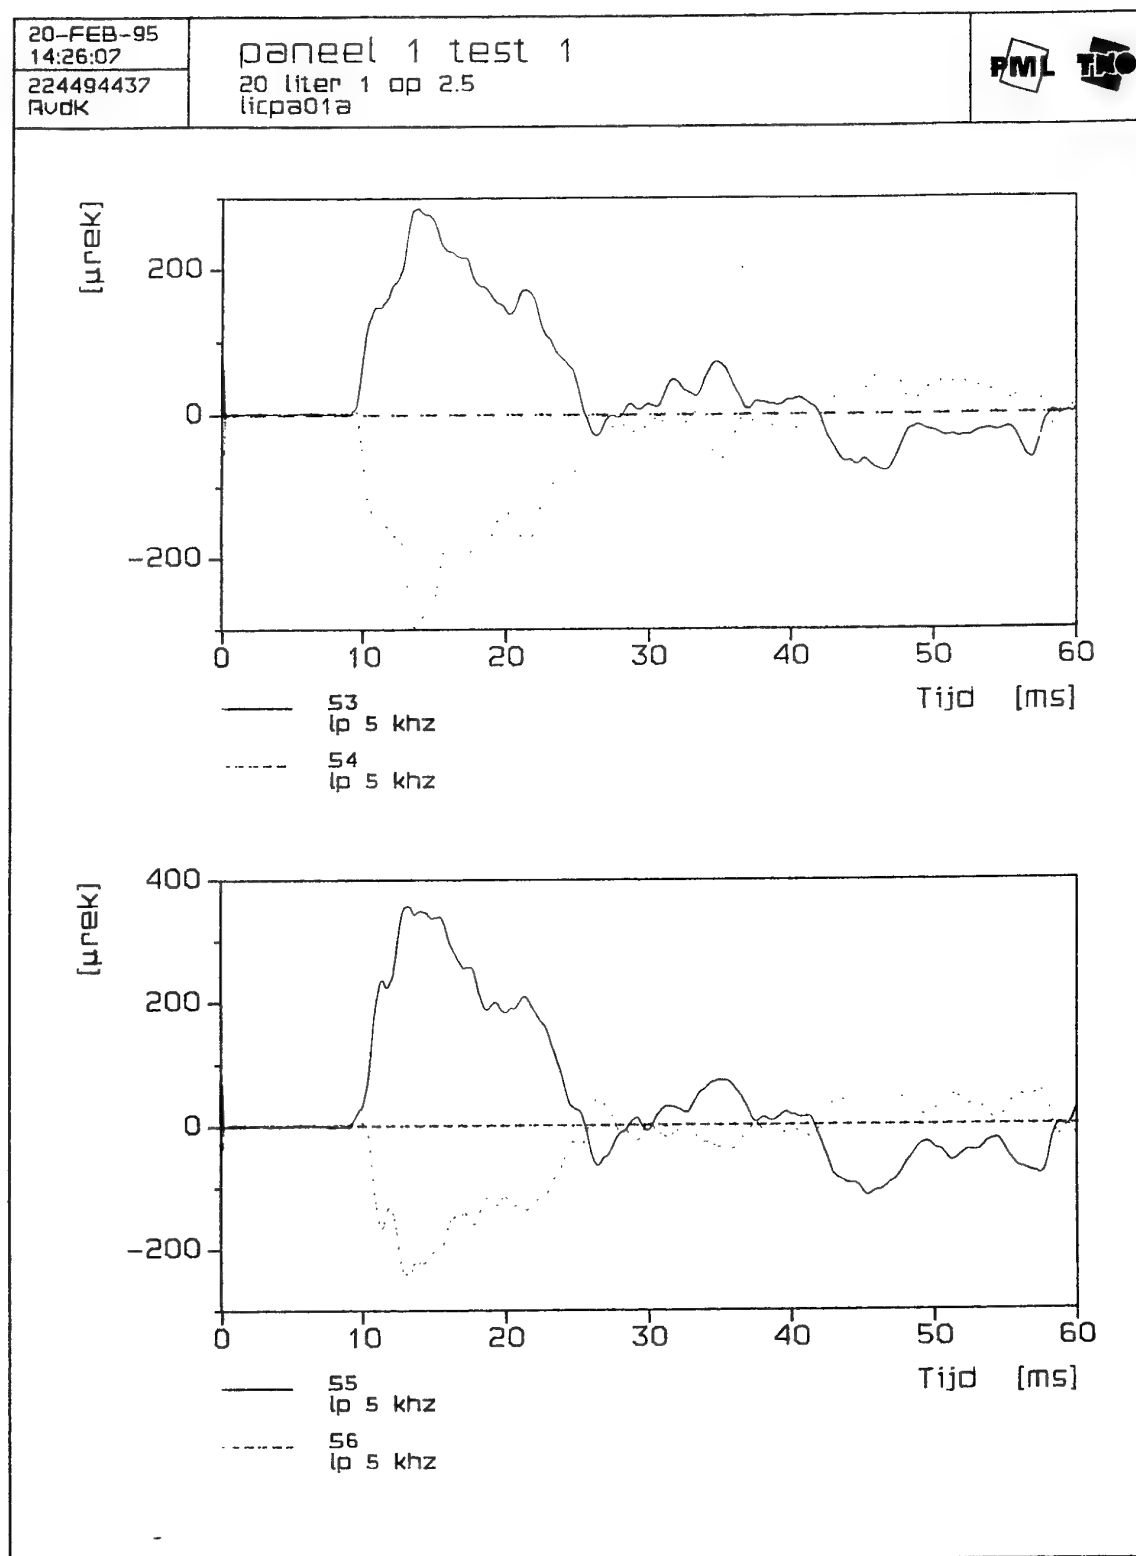 20-FEB-95
14:26:07
224494437
AvdK
paneel 1 test 1
20 liter 1 op 2.5
licpa01a
PML TNO
[µrek]
200
0
-200
0 10 20 30 40 50 60
Tijd [ms]
S3
lp 5 khz
S4
lp 5 khz
[µrek]
400
200
0
-200
0 10 20 30 40 50 60
Tijd [ms]
S5
lp 5 khz
S6
lp 5 khz